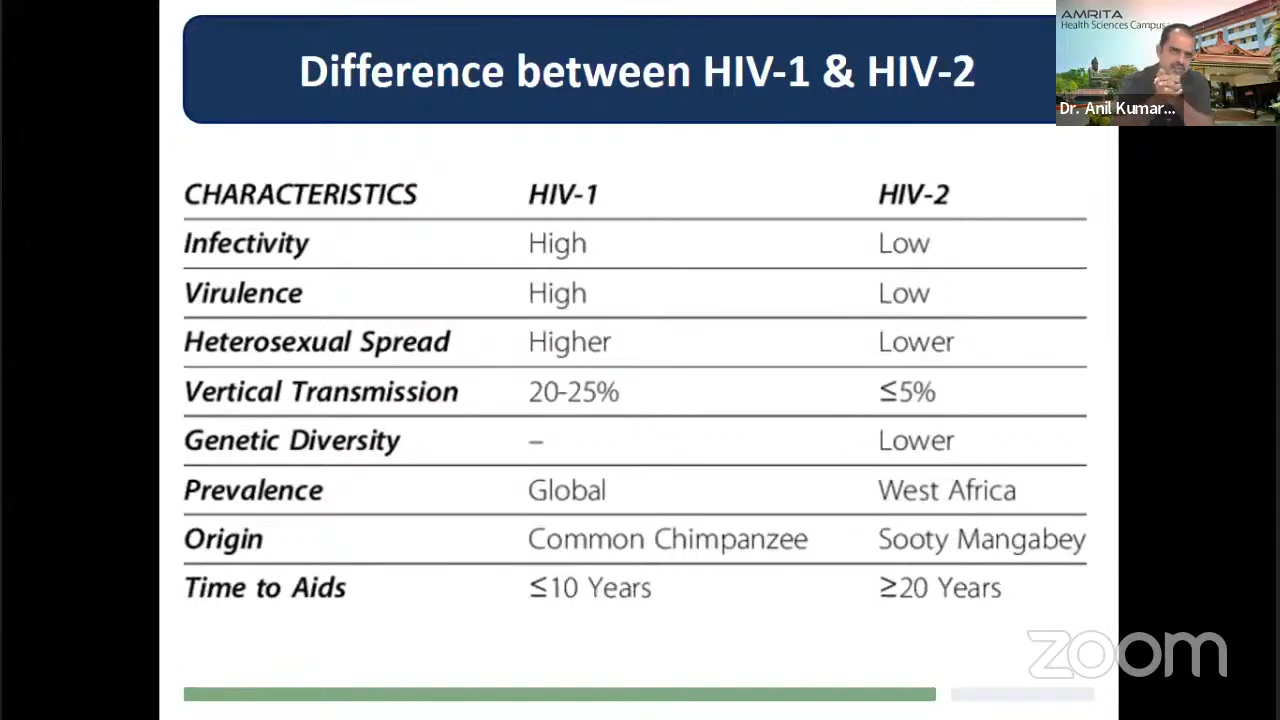 Difference between HIV-1 & HIV-2
AMRITA
Health Sciences Campus
Dr. Anil Kumar...
CHARACTERISTICS HIV-1 HIV-2
Infectivity High Low
Virulence High Low
Heterosexual Spread Higher Lower
Vertical Transmission 20-25% ≤5%
Genetic Diversity – Lower
Prevalence Global West Africa
Origin Common Chimpanzee Sooty Mangabey
Time to Aids ≤10 Years ≥20 Years
zoom